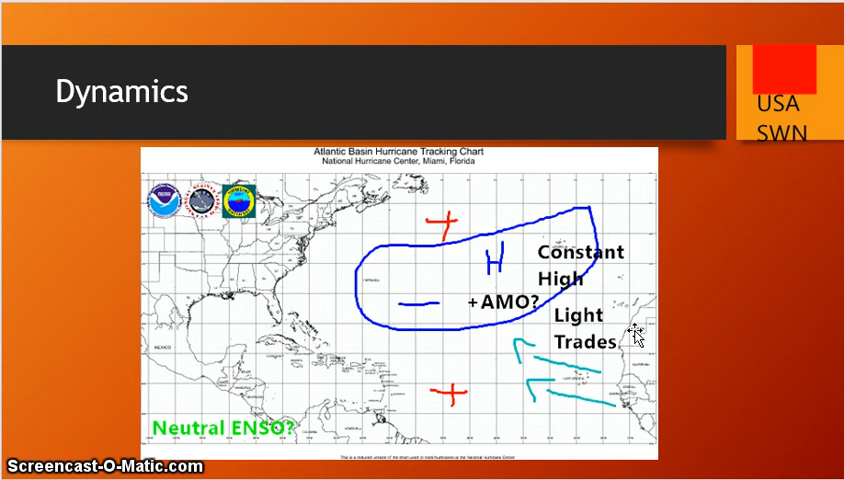 Dynamics
USA
SWN
Atlantic Basin Hurricane Tracking Chart
National Hurricane Center, Miami, Florida
+
H
Constant
High
— +AMO?
Light
Trades
+
MEXICO
Neutral ENSO?
This is a reduced version of the chart used to track hurricanes at the National Hurricane Center
Screencast-O-Matic.com